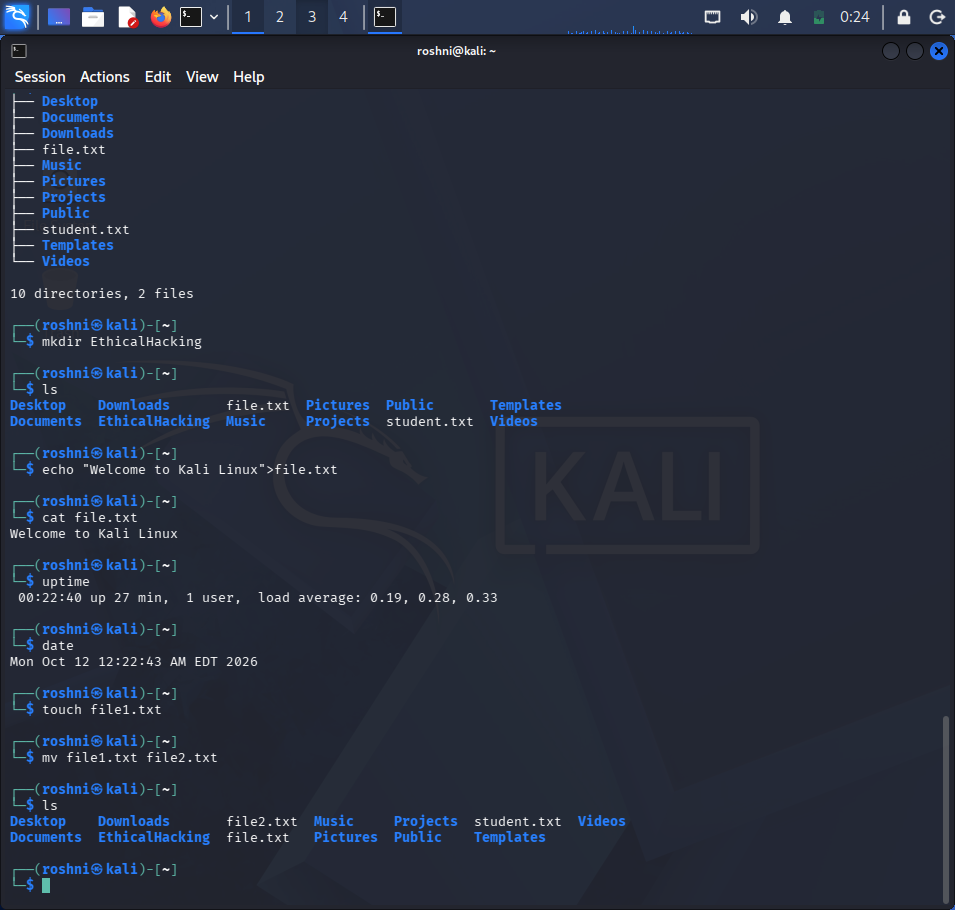 1 2 3 4 0:24
roshni@kali: ~
Session Actions Edit View Help
├── Desktop
├── Documents
├── Downloads
├── file.txt
├── Music
├── Pictures
├── Projects
├── Public
├── student.txt
├── Templates
└── Videos
10 directories, 2 files
┌──(roshni㉿kali)-[~]
└─$ mkdir EthicalHacking
┌──(roshni㉿kali)-[~]
└─$ ls
Desktop Downloads file.txt Pictures Public Templates
Documents EthicalHacking Music Projects student.txt Videos
┌──(roshni㉿kali)-[~]
└─$ echo "Welcome to Kali Linux">file.txt
┌──(roshni㉿kali)-[~]
└─$ cat file.txt
Welcome to Kali Linux
┌──(roshni㉿kali)-[~]
└─$ uptime
00:22:40 up 27 min, 1 user, load average: 0.19, 0.28, 0.33
┌──(roshni㉿kali)-[~]
└─$ date
Mon Oct 12 12:22:43 AM EDT 2026
┌──(roshni㉿kali)-[~]
└─$ touch file1.txt
┌──(roshni㉿kali)-[~]
└─$ mv file1.txt file2.txt
┌──(roshni㉿kali)-[~]
└─$ ls
Desktop Downloads file2.txt Music Projects student.txt Videos
Documents EthicalHacking file.txt Pictures Public Templates
┌──(roshni㉿kali)-[~]
└─$
KALI